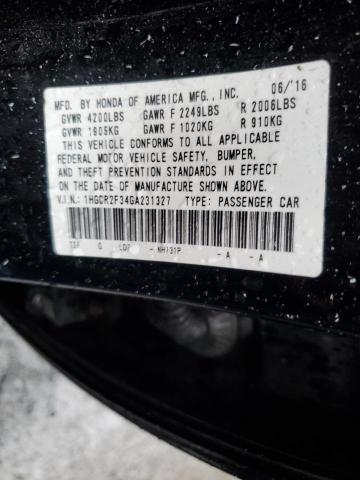 MFD. BY HONDA OF AMERICA MFG., INC. 06/'16
GVWR 4200LBS GAWR F 2249LBS R 2006LBS
GVWR 1905KG GAWR F 1020KG R 910KG
THIS VEHICLE CONFORMS TO ALL APPLICABLE
FEDERAL MOTOR VEHICLE SAFETY, BUMPER,
AND THEFT PREVENTION STANDARDS IN EFFECT
ON THE DATE OF MANUFACTURE SHOWN ABOVE.
V.I.N.: 1HGCR2F34GA231327 TYPE: PASSENGER CAR
G - NH731P - A - A